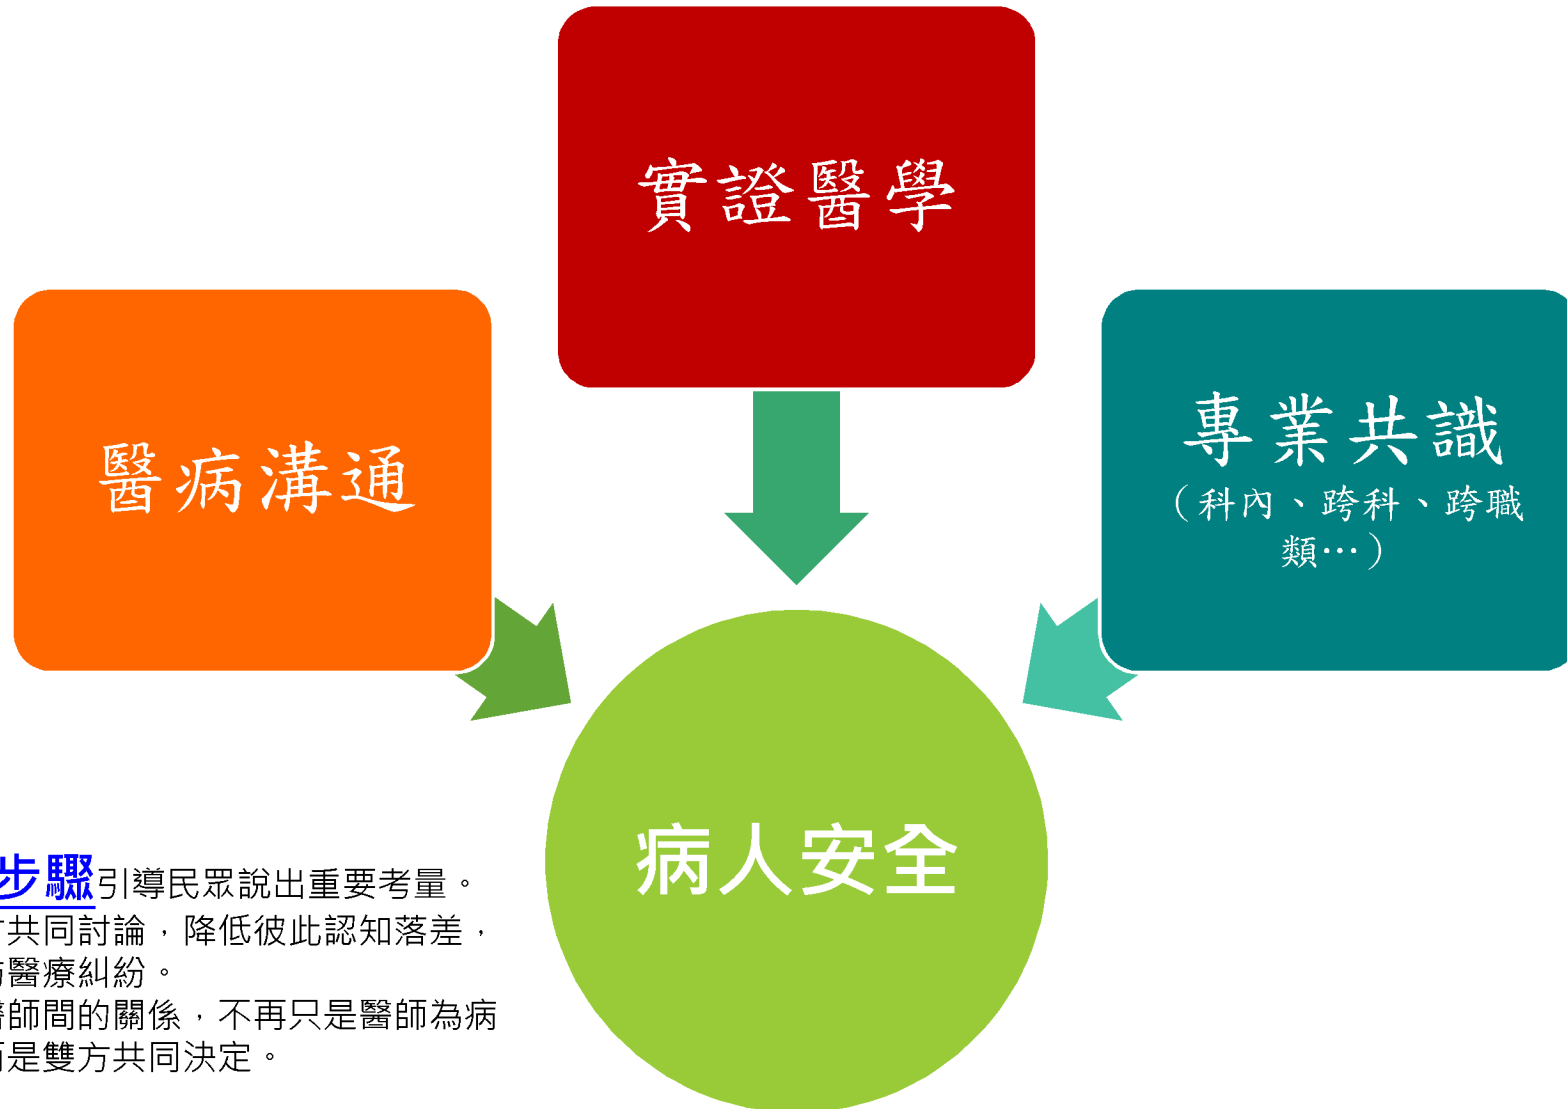 實證醫學
醫病溝通
專業共識
（科內、跨科、跨職
類…）
病人安全
步驟引導民眾說出重要考量。
共同討論，降低彼此認知落差，
醫療糾紛。
醫師間的關係，不再只是醫師為病
是雙方共同決定。